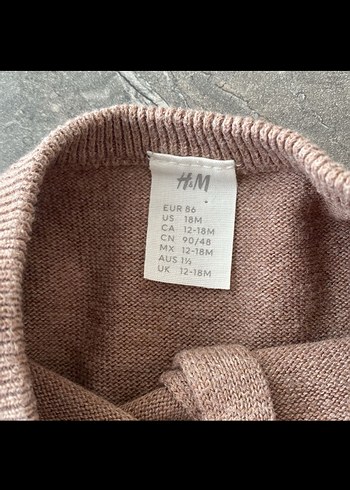 H&M
EUR 86
US 18M
CA 12-18M
CN 90/48
MX 12-18M
AUS 1½
UK 12-18M